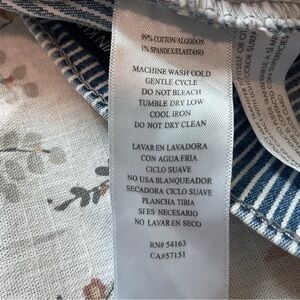 99% COTTON/ALGODON
1% SPANDEX/ELASTANO
MACHINE WASH COLD
GENTLE CYCLE
DO NOT BLEACH
TUMBLE DRY LOW
COOL IRON
DO NOT DRY CLEAN
LAVAR EN LAVADORA
CON AGUA FRIA
CICLO SUAVE
NO USA BLANQUEADOR
SECADORA CICLO SUAVE
PLANCHA TIBIA
SI ES NECESARIO
NO LAVAR EN SECO
RN# 54163
CA#57151